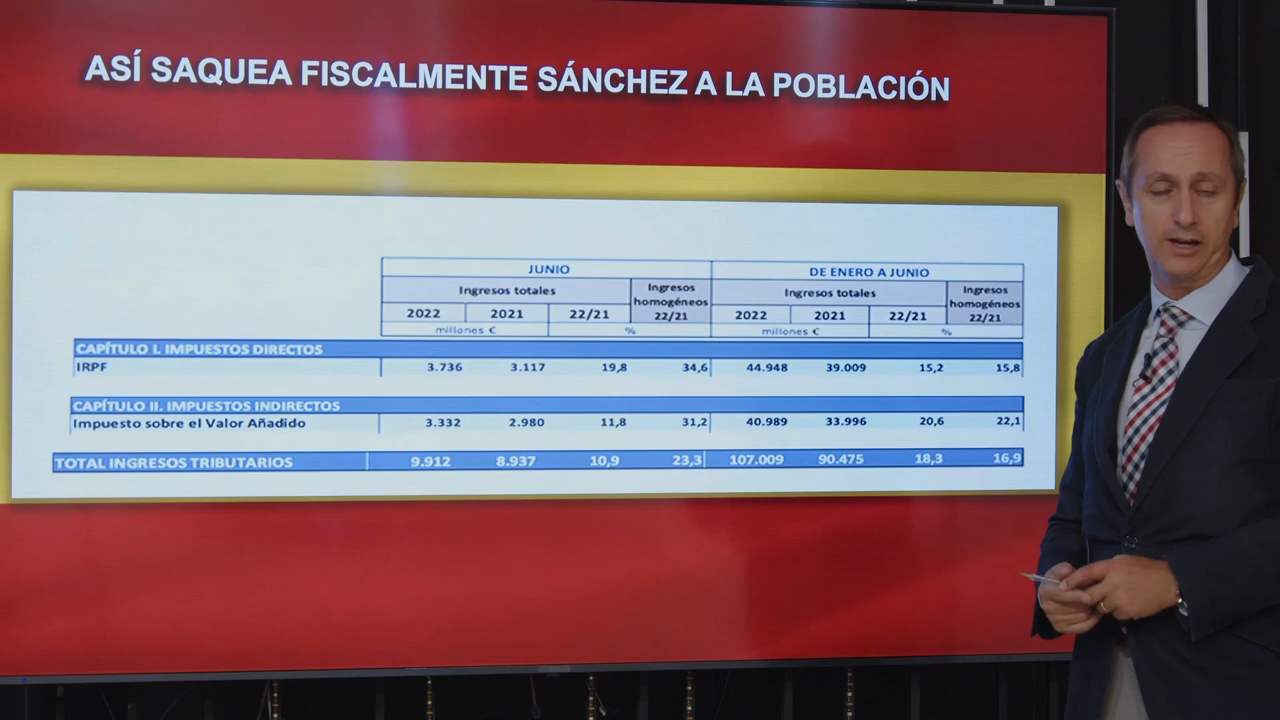 ASÍ SAQUEA FISCALMENTE SÁNCHEZ A LA POBLACIÓN
JUNIO DE ENERO A JUNIO
Ingresos totales Ingresos homogéneos 22/21 Ingresos totales Ingresos homogéneos 22/21
2022 2021 22/21 2022 2021 22/21
millones € % millones € %
CAPÍTULO I. IMPUESTOS DIRECTOS
IRPF 3.736 3.117 19,8 34,6 44.948 39.009 15,2 15,8
CAPÍTULO II. IMPUESTOS INDIRECTOS
Impuesto sobre el Valor Añadido 3.332 2.980 11,8 31,2 40.989 33.996 20,6 22,1
TOTAL INGRESOS TRIBUTARIOS 9.912 8.937 10,9 23,3 107.009 90.475 18,3 16,9